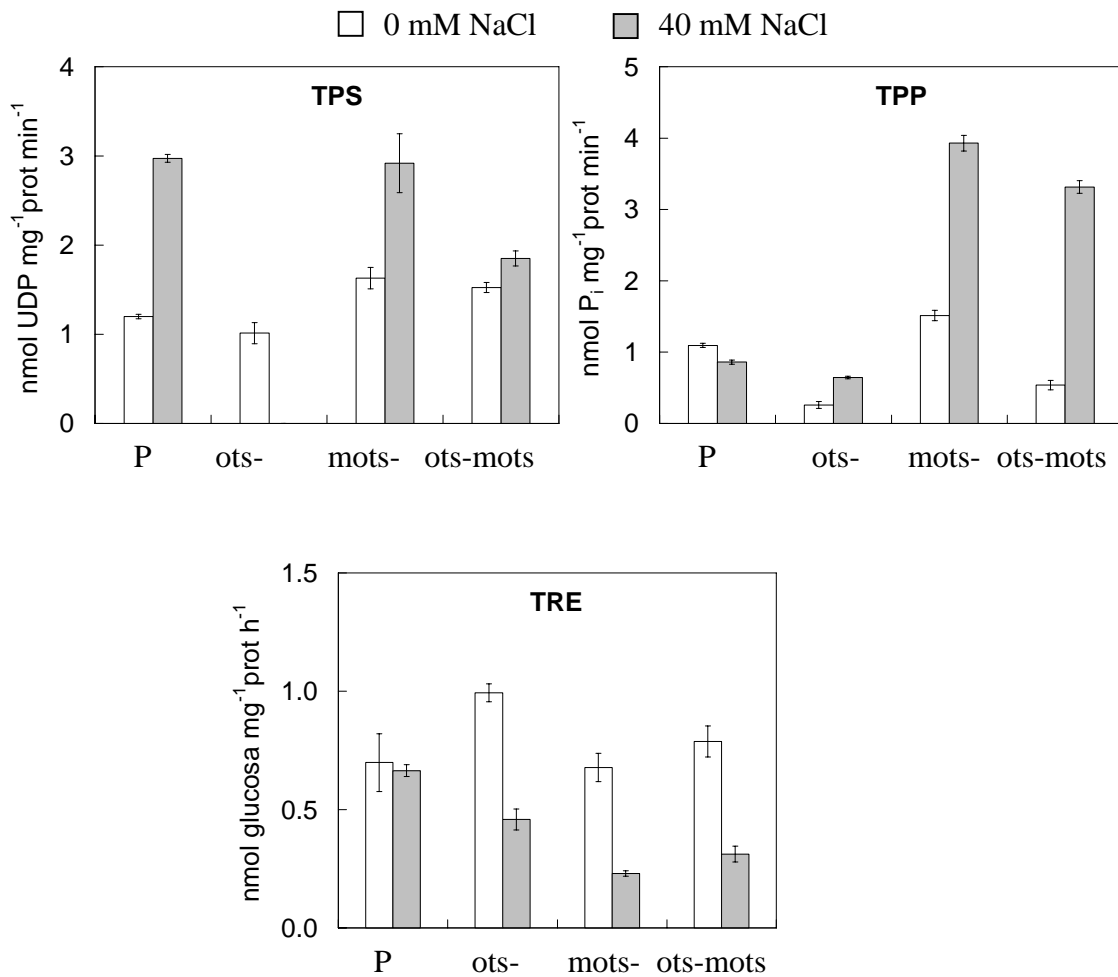 0 mM NaCl 40 mM NaCl
TPS
nmol UDP mg⁻¹prot min⁻¹
4
3
2
1
0
P ots- mots- ots-mots
TPP
nmol Pᵢ mg⁻¹prot min⁻¹
5
4
3
2
1
0
P ots- mots- ots-mots
TRE
nmol glucosa mg⁻¹prot h⁻¹
1.5
1.0
0.5
0.0
P ots- mots- ots-mots